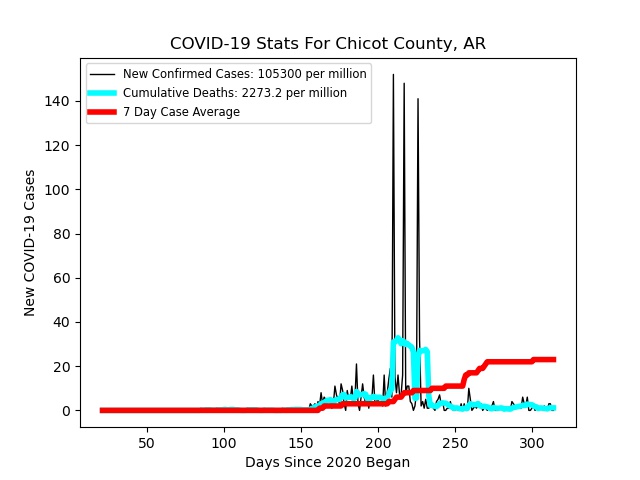 COVID-19 Stats For Chicot County, AR
New Confirmed Cases: 105300 per million
Cumulative Deaths: 2273.2 per million
7 Day Case Average
New COVID-19 Cases
140
120
100
80
60
40
20
0
50 100 150 200 250 300
Days Since 2020 Began